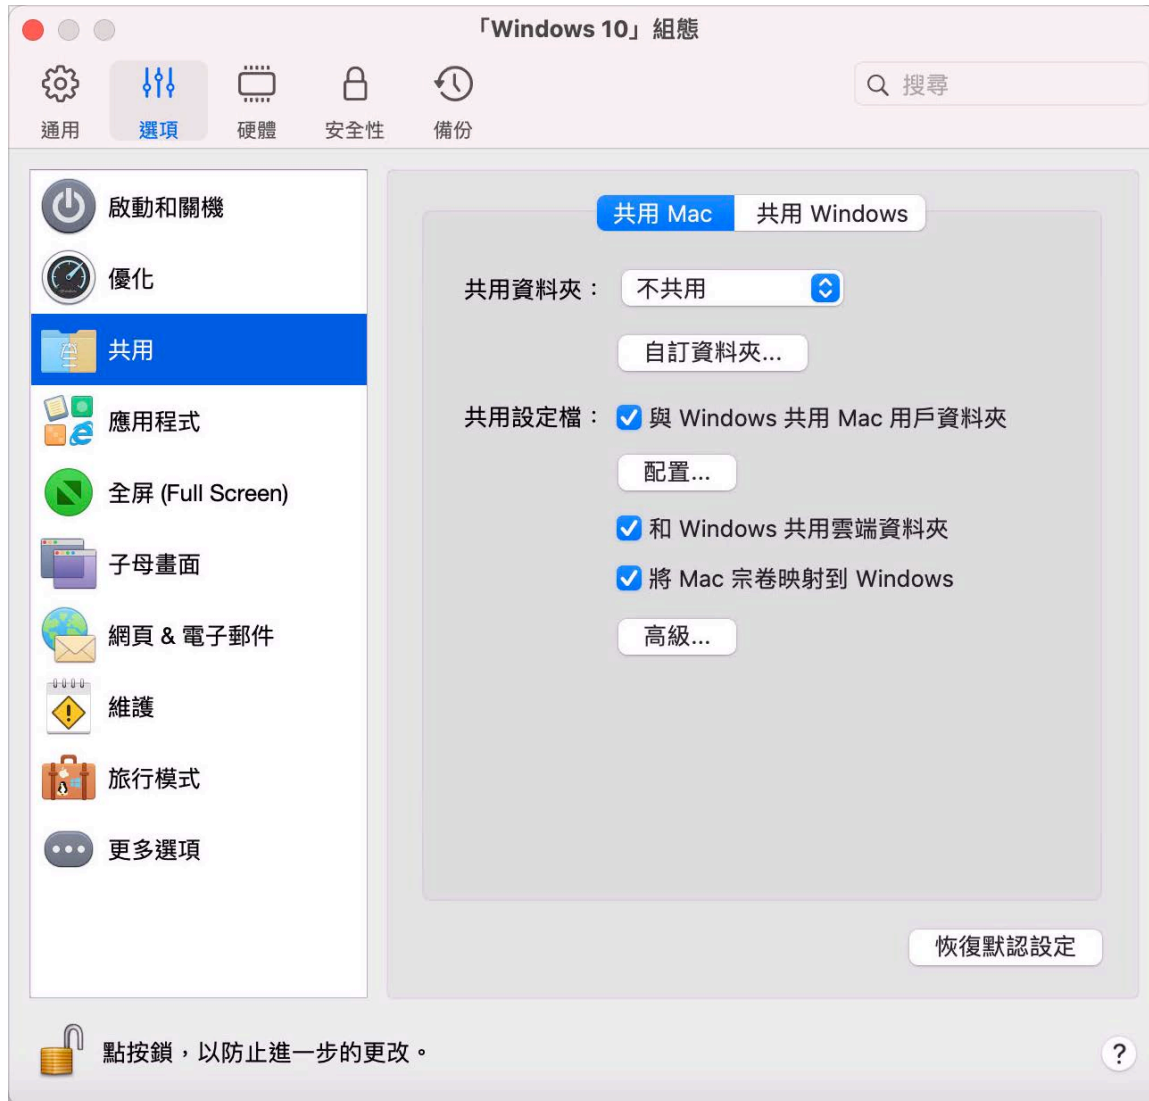 「Windows 10」組態
通用
選項
硬體
安全性
備份
搜尋
啟動和關機
優化
共用
應用程式
全屏 (Full Screen)
子母畫面
網頁 & 電子郵件
維護
旅行模式
更多選項
共用 Mac
共用 Windows
共用資料夾：
不共用
自訂資料夾...
共用設定檔：
與 Windows 共用 Mac 用戶資料夾
配置...
和 Windows 共用雲端資料夾
將 Mac 宗卷映射到 Windows
高級...
恢復默認設定
點按鎖，以防止進一步的更改。
?